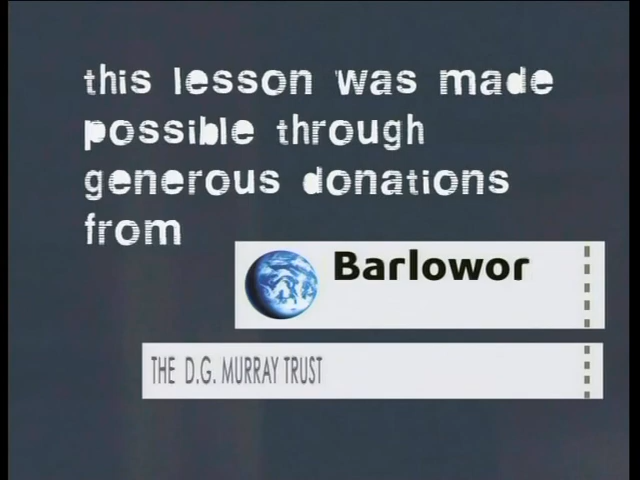 this lesson was made
possible through
generous donations
from
Barlowor
THE D.G. MURRAY TRUST